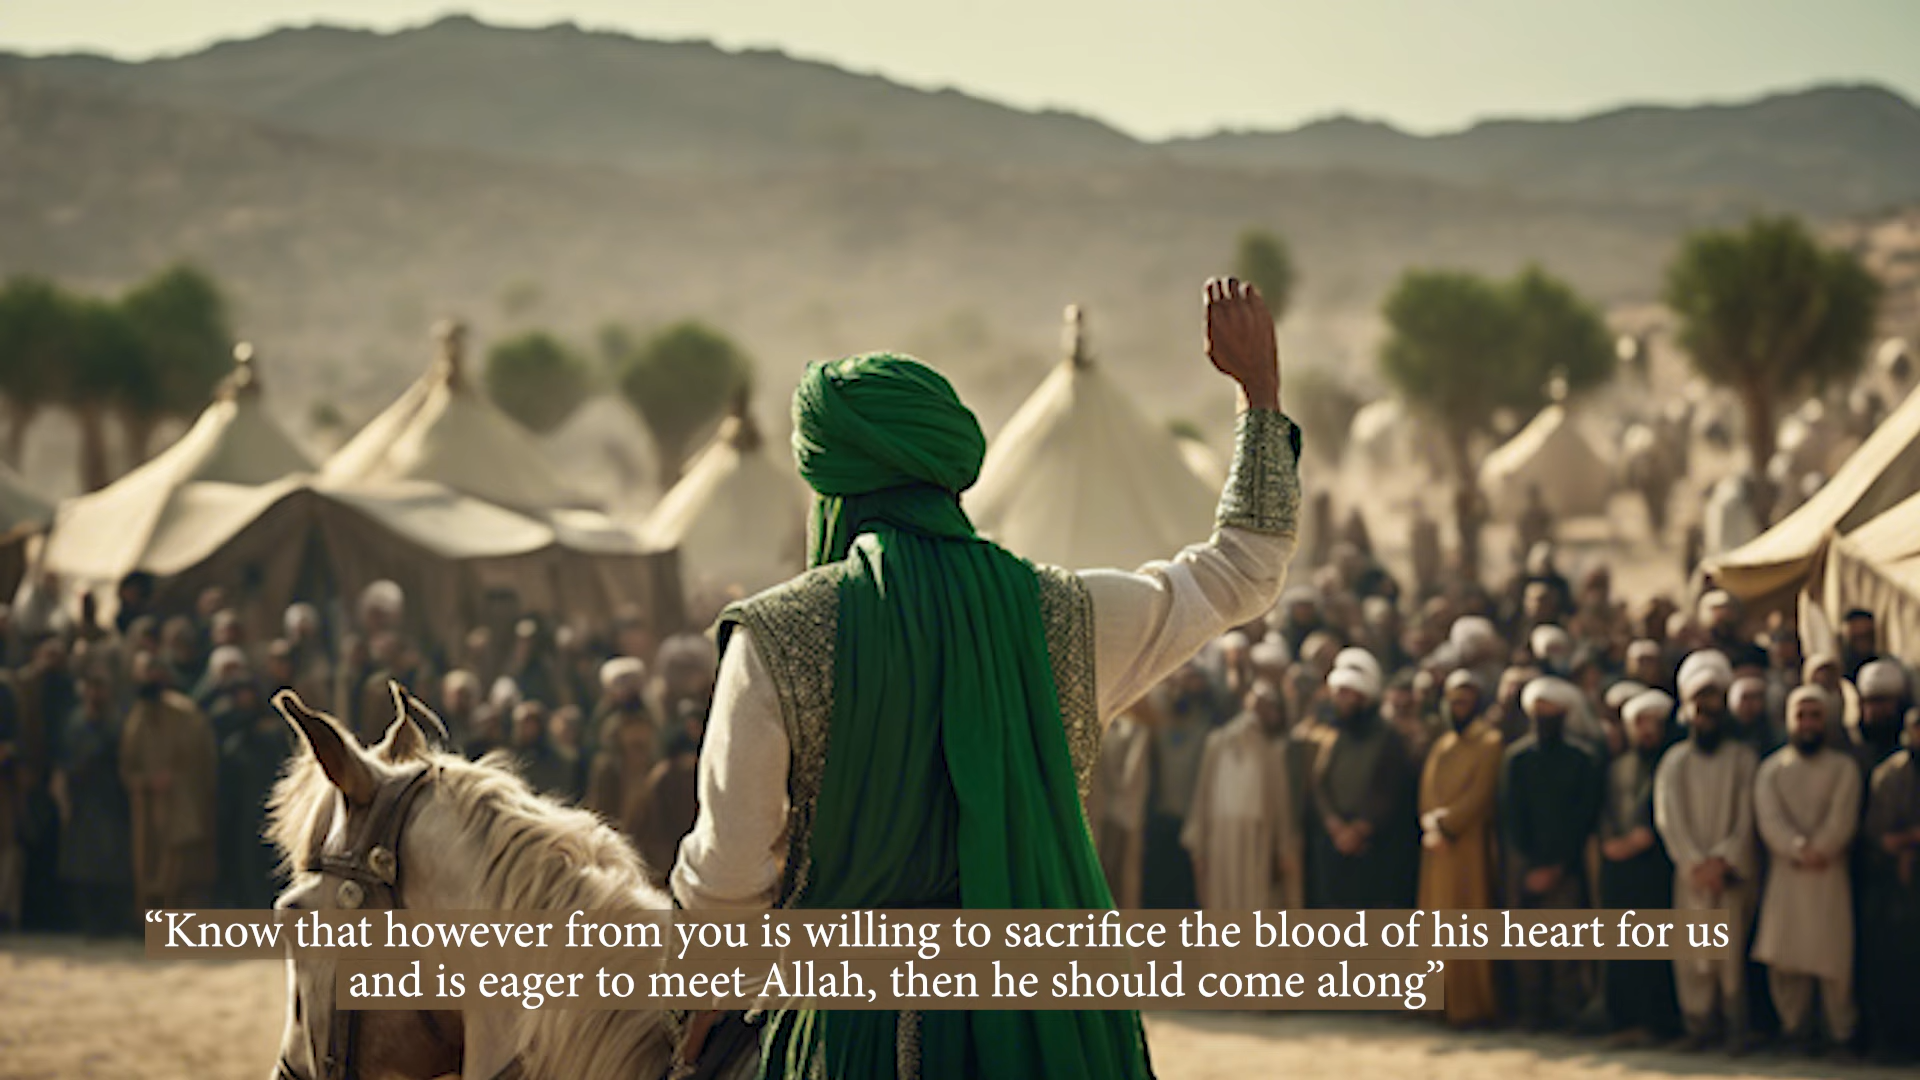 “Know that however from you is willing to sacrifice the blood of his heart for us
and is eager to meet Allah, then he should come along”